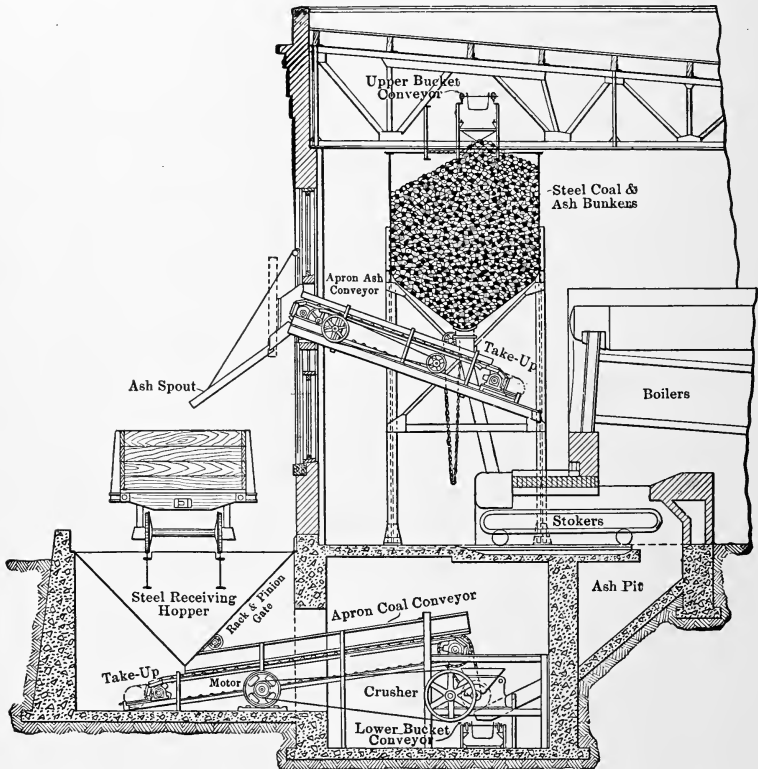 Upper Bucket
Conveyor
Steel Coal &
Ash Bunkers
Apron Ash
Conveyor
Take-Up
Ash Spout
Boilers
Stokers
Steel Receiving
Hopper
Rack & Pinion
Gate
Ash Pit
Apron Coal Conveyor
Take-Up
Motor
Crusher
Lower Bucket
Conveyor